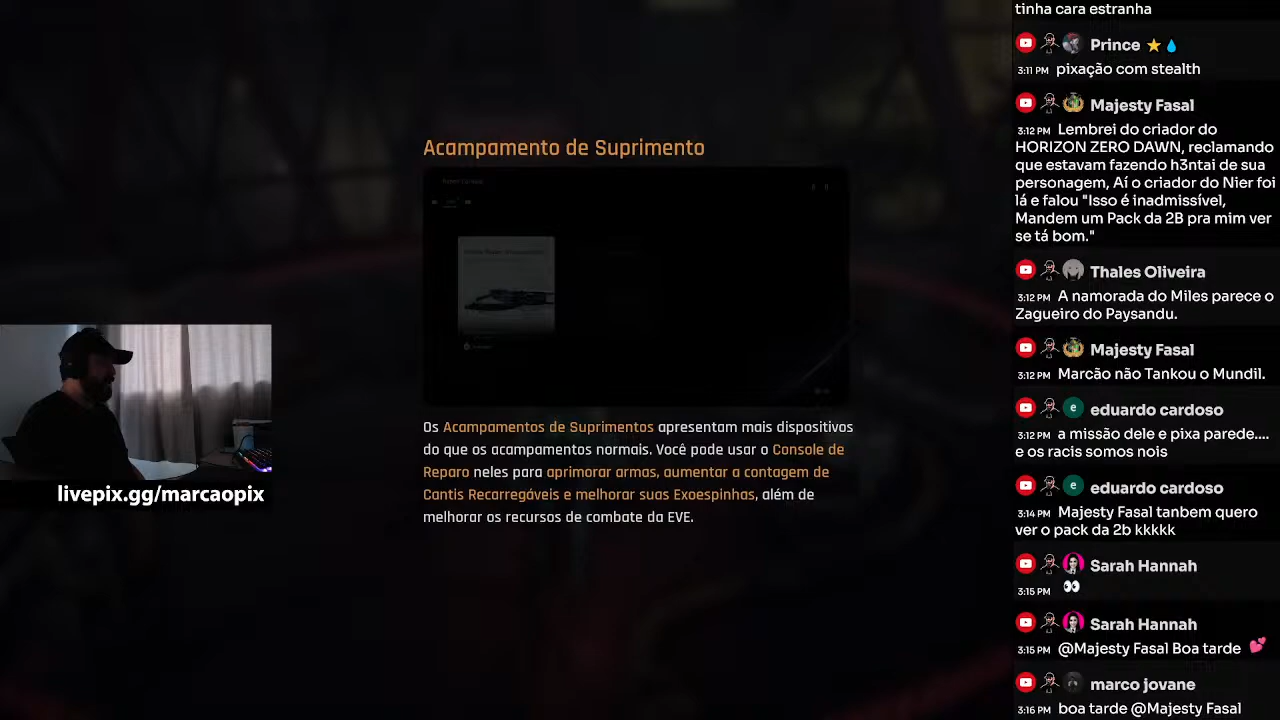 Acampamento de Suprimento
Os Acampamentos de Suprimentos apresentam mais dispositivos
do que os acampamentos normais. Você pode usar o Console de
Reparo neles para aprimorar armas, aumentar a contagem de
Cantis Recarregáveis e melhorar suas Exoespinhas, além de
melhorar os recursos de combate da EVE.
livepix.gg/marcaopix
tinha cara estranha
Prince
3:11 PM pixação com stealth
Majesty Fasal
3:12 PM Lembrei do criador do
HORIZON ZERO DAWN, reclamando
que estavam fazendo h3ntai de sua
personagem, Aí o criador do Nier foi
lá e falou "Isso é inadmissível,
Mandem um Pack da 2B pra mim ver
se tá bom."
Thales Oliveira
3:12 PM A namorada do Miles parece o
Zagueiro do Paysandu.
Majesty Fasal
3:12 PM Marcão não Tankou o Mundil.
e eduardo cardoso
3:12 PM a missão dele e pixa parede....
e os racis somos nois
e eduardo cardoso
3:14 PM Majesty Fasal tanbem quero
ver o pack da 2b kkkkk
Sarah Hannah
3:15 PM 👀
Sarah Hannah
3:15 PM @Majesty Fasal Boa tarde 💕
marco jovane
3:16 PM boa tarde @Majesty Fasal